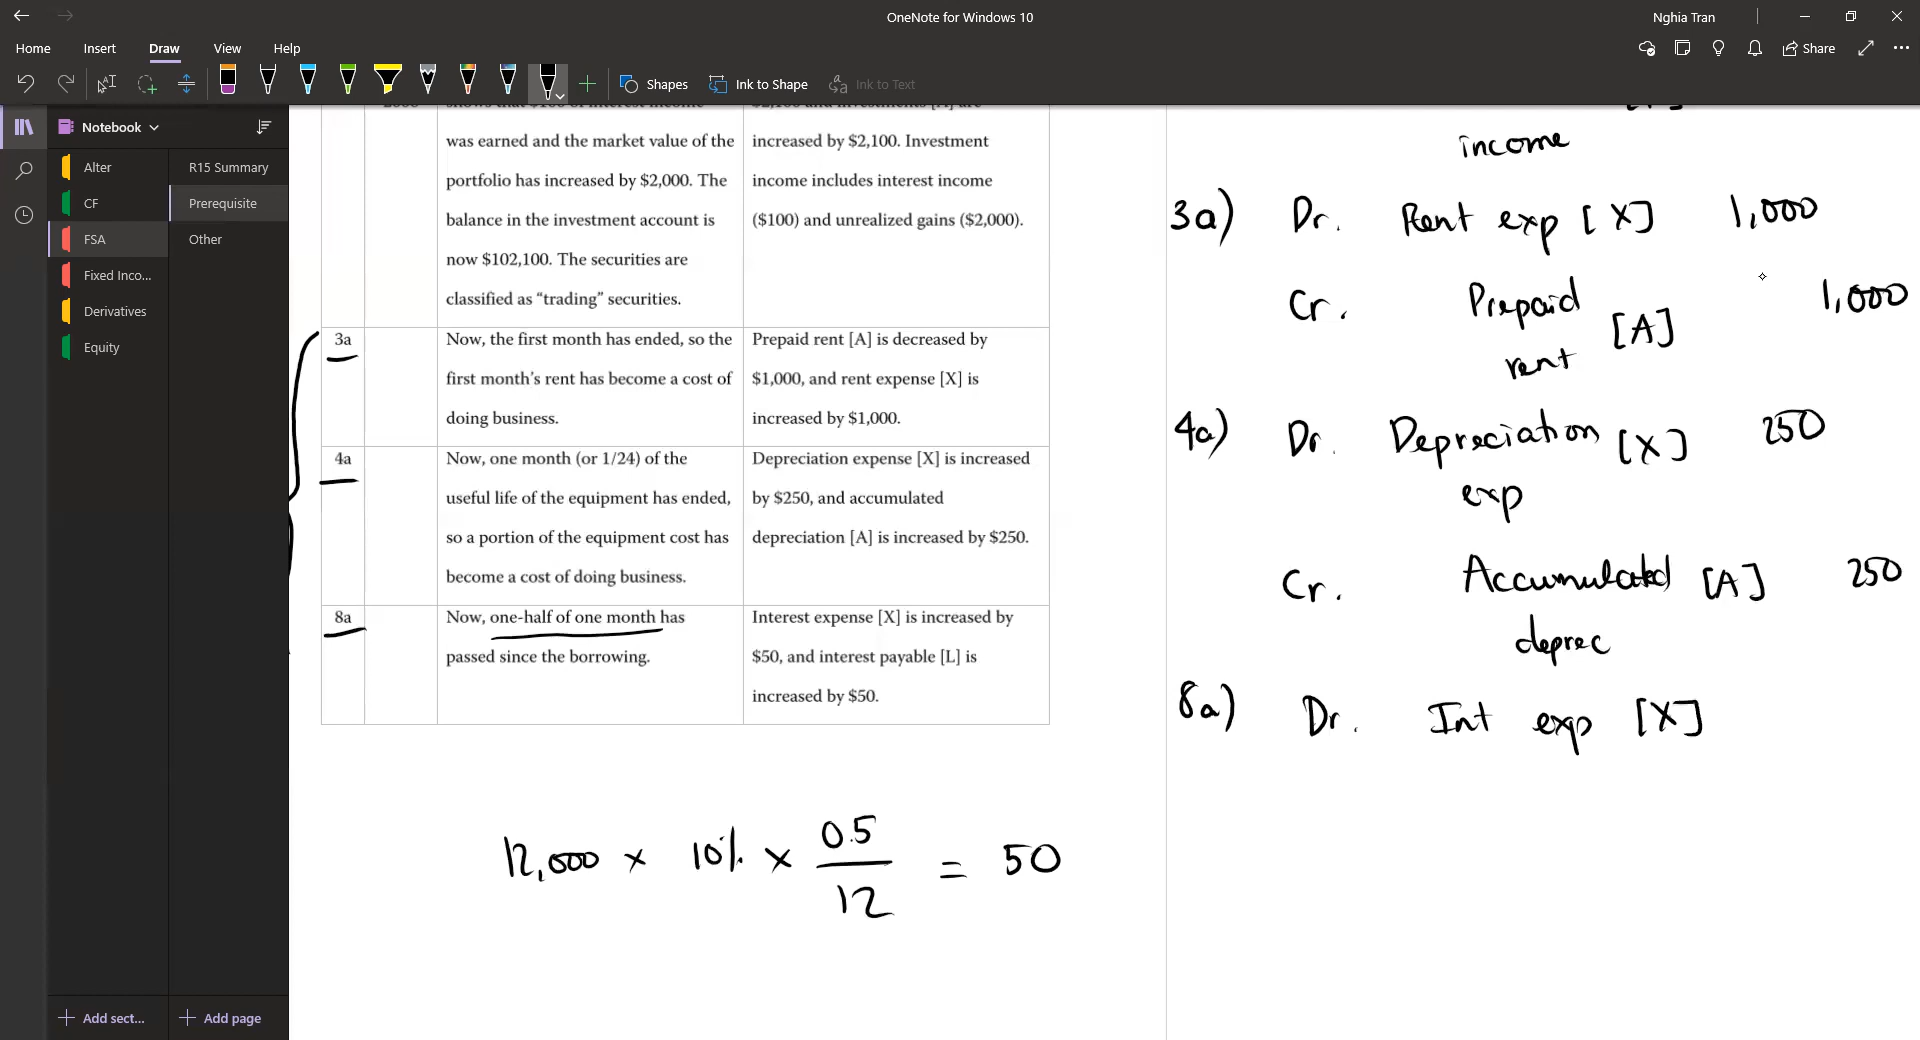 OneNote for Windows 10
Nghia Tran
Home Insert Draw View Help
Share
Shapes
Ink to Shape
Ink to Text
Notebook
Alter
CF
FSA
Fixed Inco...
Derivatives
Equity
R15 Summary
Prerequisite
Other
Add sect...
Add page
was earned and the market value of the
portfolio has increased by $2,000. The
balance in the investment account is
now $102,100. The securities are
classified as “trading” securities.
increased by $2,100. Investment
income includes interest income
($100) and unrealized gains ($2,000).
3a
Now, the first month has ended, so the
first month’s rent has become a cost of
doing business.
Prepaid rent [A] is decreased by
$1,000, and rent expense [X] is
increased by $1,000.
4a
Now, one month (or 1/24) of the
useful life of the equipment has ended,
so a portion of the equipment cost has
become a cost of doing business.
Depreciation expense [X] is increased
by $250, and accumulated
depreciation [A] is increased by $250.
8a
Now, one-half of one month has
passed since the borrowing.
Interest expense [X] is increased by
$50, and interest payable [L] is
increased by $50.
12,000 × 10% × 0.5/12 = 50
income
3a) Dr. Rent exp [X] 1,000
Cr. Prepaid [A] 1,000
rent
4a) Dr. Depreciation [X] 250
exp
Cr. Accumulated [A] 250
deprec
8a) Dr. Int exp [X]